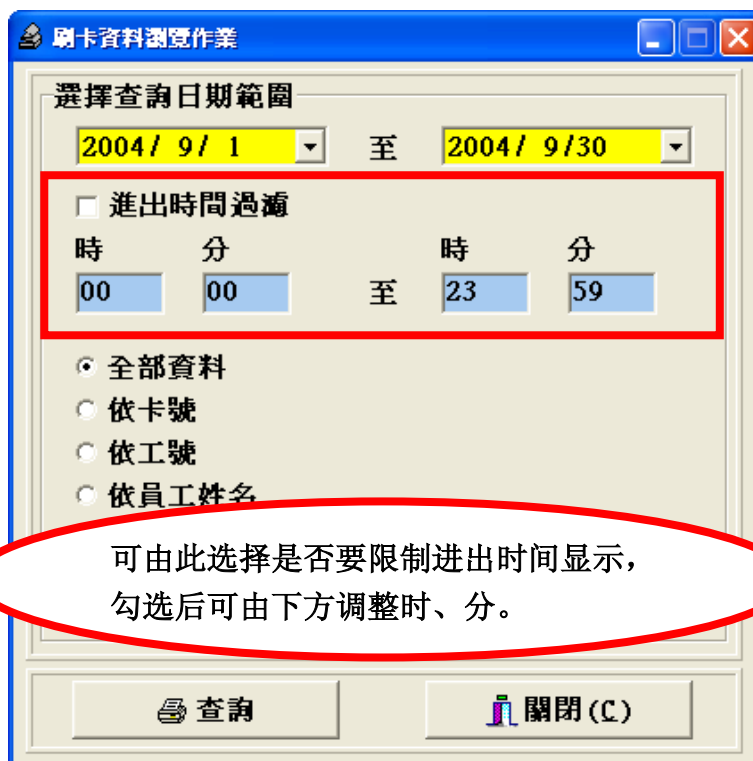 刷卡資料瀏覽作業
選擇查詢日期範圍
2004/ 9/ 1 至 2004/ 9/30
進出時間過濾
時 分 時 分
00 00 至 23 59
全部資料
依卡號
依工號
依員工姓名
可由此选择是否要限制进出时间显示，
勾选后可由下方调整时、分。
查詢 關閉(C)